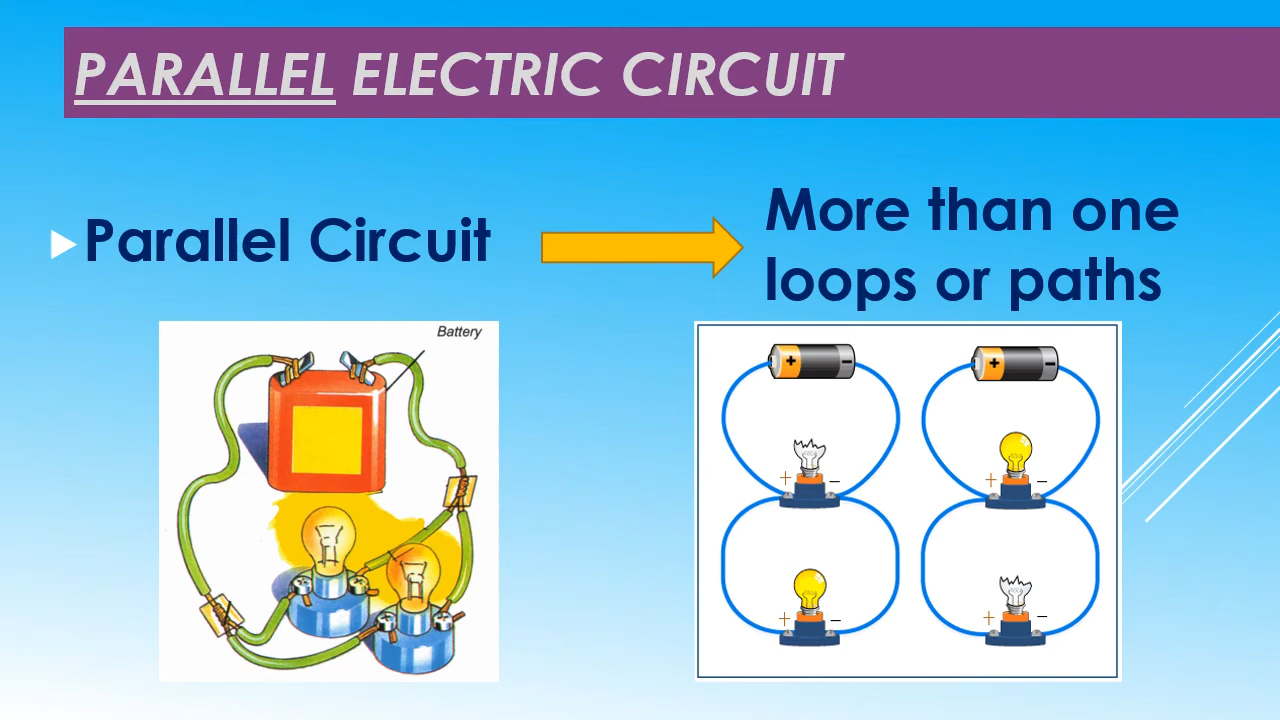 PARALLEL ELECTRIC CIRCUIT
Parallel Circuit
More than one
loops or paths
Battery
+ −
+ −
+ −
+ −
+ −
+ −